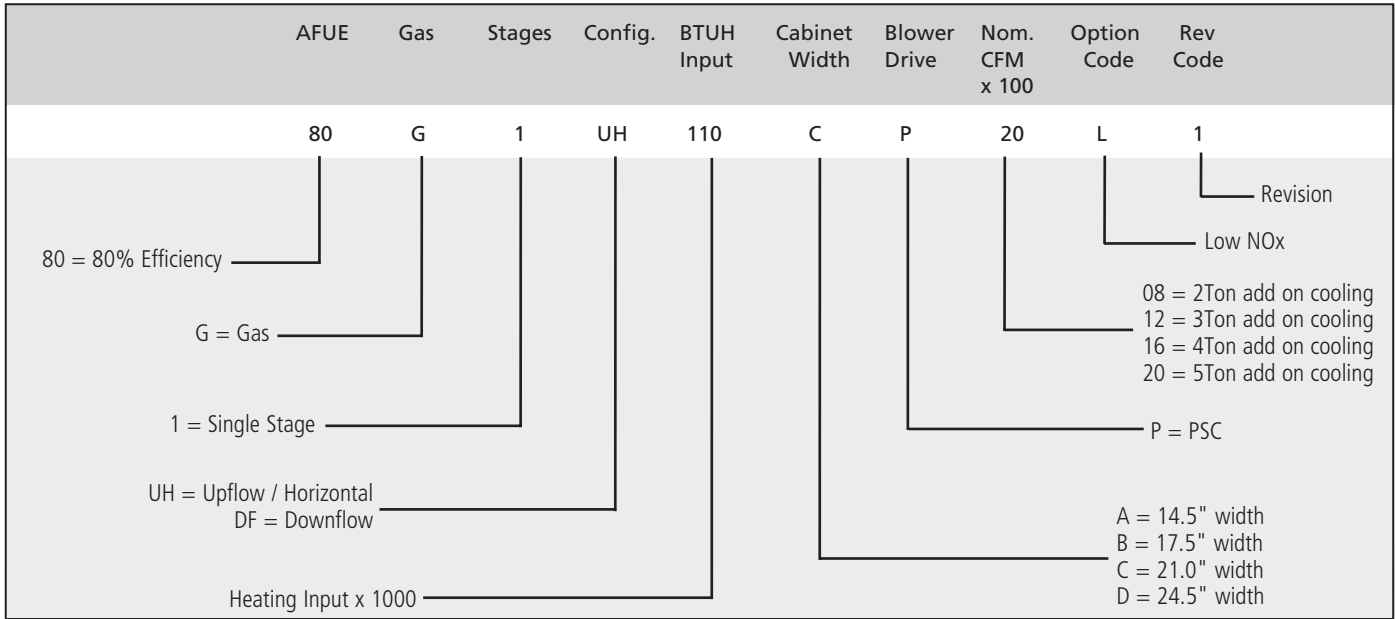 AFUE Gas Stages Config. BTUH Cabinet Blower Nom. Option Rev
Input Width Drive CFM Code Code
x 100
80 G 1 UH 110 C P 20 L 1
Revision
Low NOx
80 = 80% Efficiency
08 = 2Ton add on cooling
12 = 3Ton add on cooling
16 = 4Ton add on cooling
20 = 5Ton add on cooling
G = Gas
1 = Single Stage
P = PSC
UH = Upflow / Horizontal
DF = Downflow
A = 14.5" width
B = 17.5" width
C = 21.0" width
D = 24.5" width
Heating Input x 1000